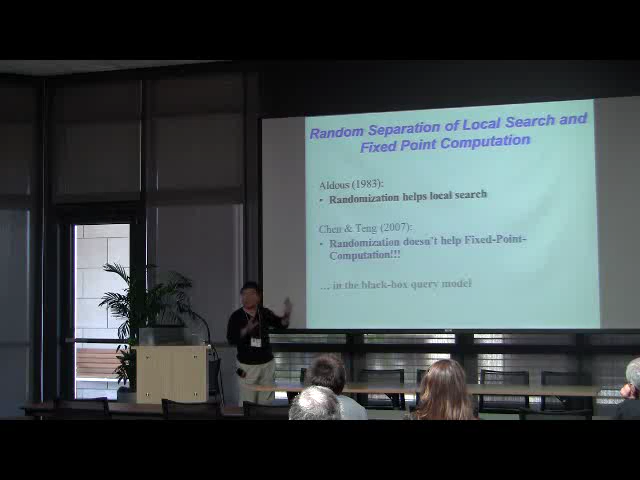 Random Separation of Local Search and
Fixed Point Computation
Aldous (1983):
• Randomization helps local search
Chen & Teng (2007):
• Randomization doesn't help Fixed-Point-
Computation!!!
… in the black-box query model